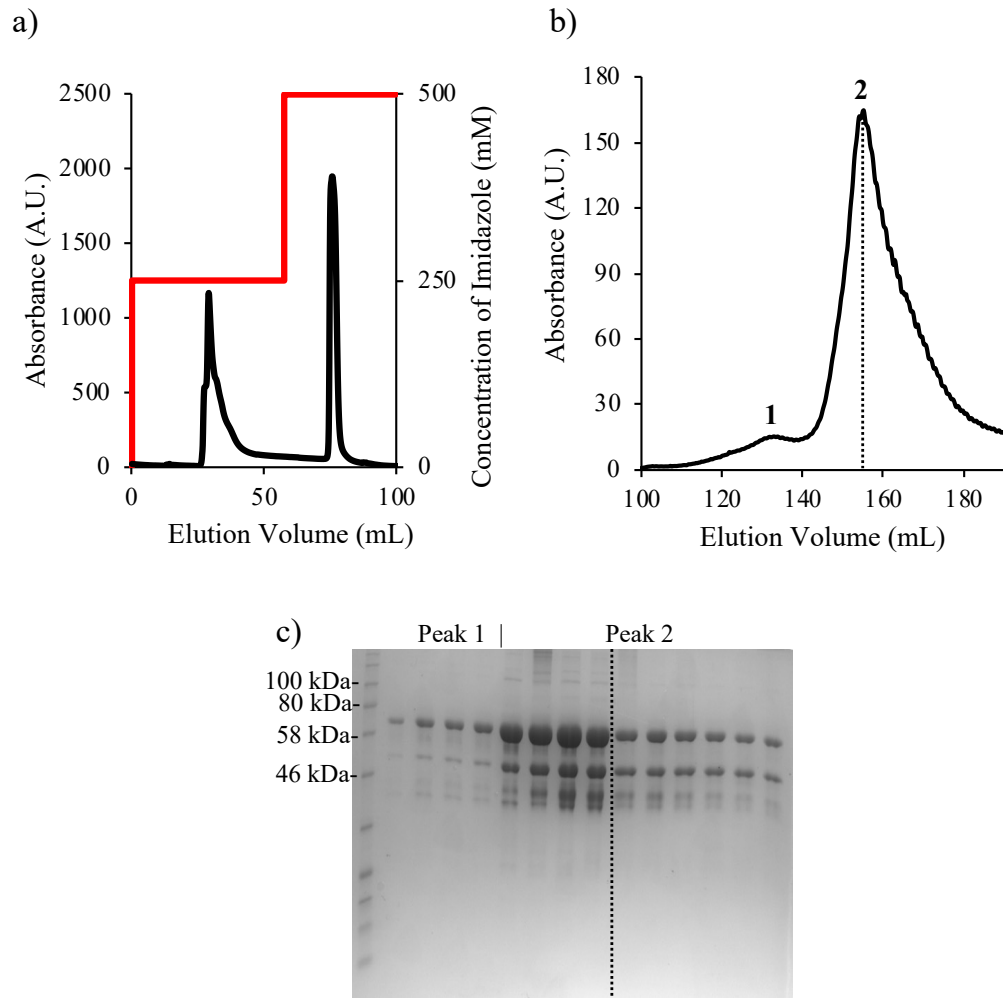 a)
2500
2000
1500
1000
500
0
Absorbance (A.U.)
500
250
0
Concentration of Imidazole (mM)
0 50 100
Elution Volume (mL)
b)
180
150
120
90
60
30
0
Absorbance (A.U.)
1
2
100 120 140 160 180
Elution Volume (mL)
c)
Peak 1 | Peak 2
100 kDa-
80 kDa-
58 kDa-
46 kDa-